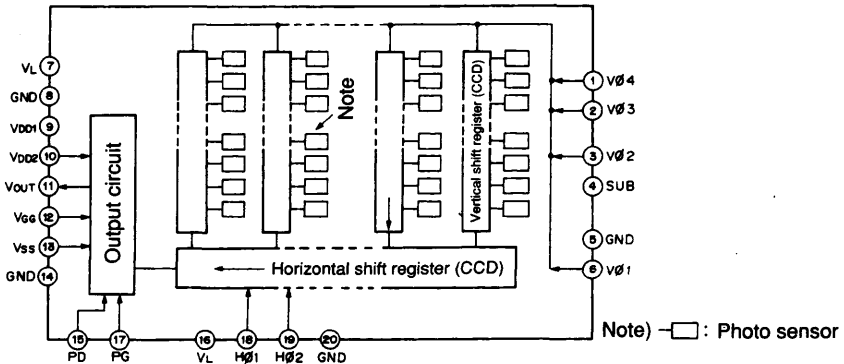 7 VL
GND 8
VDD1 9
VDD2 10
VOUT 11
VGG 12
VSS 13
GND 14
Output circuit
Note
Vertical shift register (CCD)
Horizontal shift register (CCD)
1 VØ4
2 VØ3
3 VØ2
4 SUB
5 GND
6 VØ1
15 PD
17 PG
16 VL
18 HØ1
19 HØ2
20 GND
Note) : Photo sensor